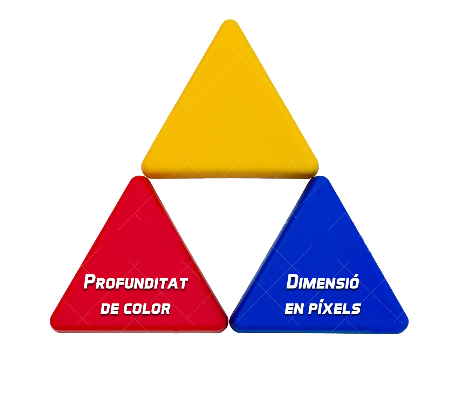 Profunditat
de color
Dimensió
en píxels